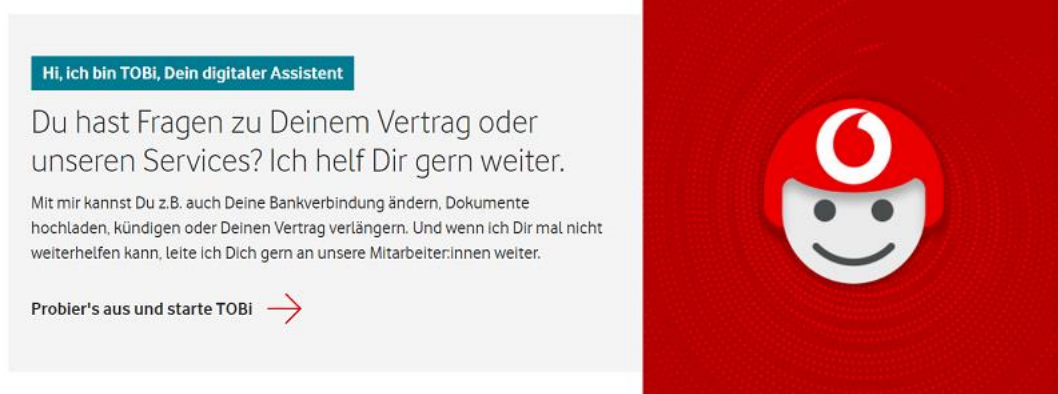 Hi, ich bin TOBi, Dein digitaler Assistent
Du hast Fragen zu Deinem Vertrag oder
unseren Services? Ich helf Dir gern weiter.
Mit mir kannst Du z.B. auch Deine Bankverbindung ändern, Dokumente
hochladen, kündigen oder Deinen Vertrag verlängern. Und wenn ich Dir mal nicht
weiterhelfen kann, leite ich Dich gern an unsere Mitarbeiter:innen weiter.
Probier's aus und starte TOBi